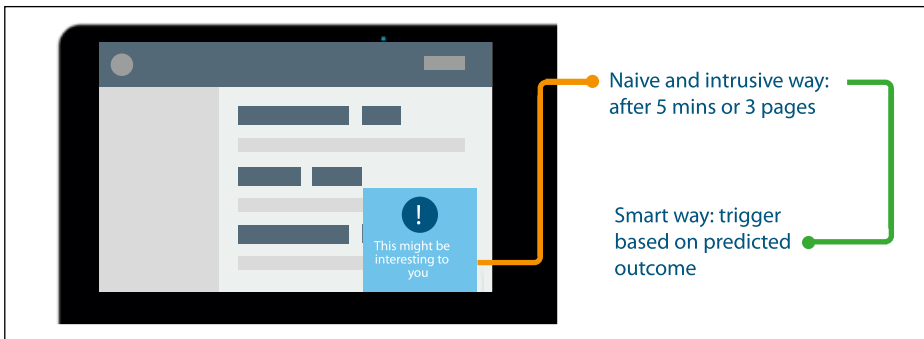 !
This might be
interesting to
you
Naive and intrusive way:
after 5 mins or 3 pages
Smart way: trigger
based on predicted
outcome